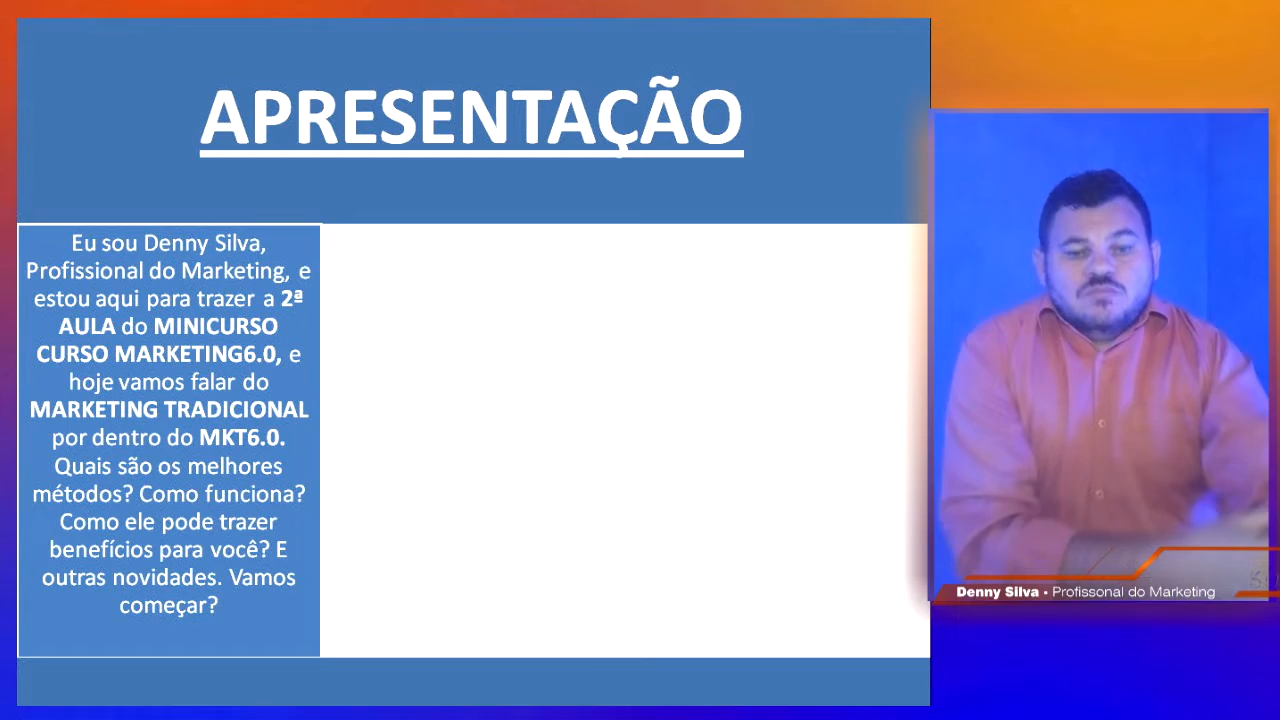 APRESENTAÇÃO
Eu sou Denny Silva,
Profissional do Marketing, e
estou aqui para trazer a 2ª
AULA do MINICURSO
CURSO MARKETING6.0, e
hoje vamos falar do
MARKETING TRADICIONAL
por dentro do MKT6.0.
Quais são os melhores
métodos? Como funciona?
Como ele pode trazer
benefícios para você? E
outras novidades. Vamos
começar?
Denny Silva • Profissonal do Marketing